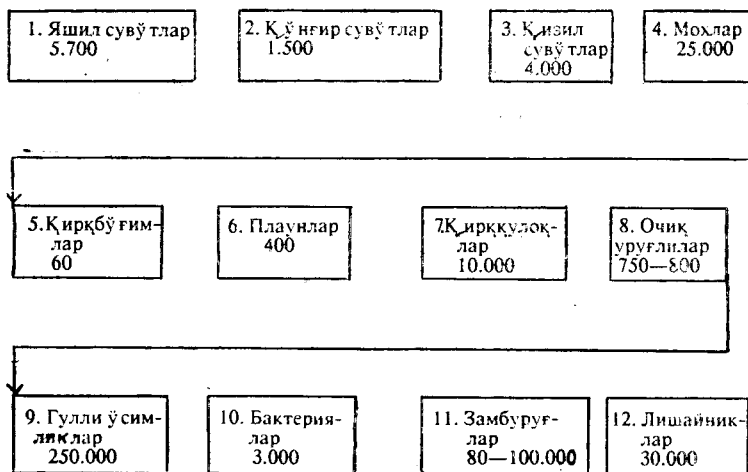 1. Яшил сувўтлар
5.700
2. Қўнғир сувўтлар
1.500
3. Қизил
сувўтлар
4.000
4. Мохлар
25.000
5. Қирқбўғим-
лар
60
6. Плаунлар
400
7. Қирққулоқ-
лар
10.000
8. Очиқ
уруғлилар
750—800
9. Гулли ўсим-
ликлар
250.000
10. Бактерия-
лар
3.000
11. Замбуруғ-
лар
80—100.000
12. Лишайник-
лар
30.000